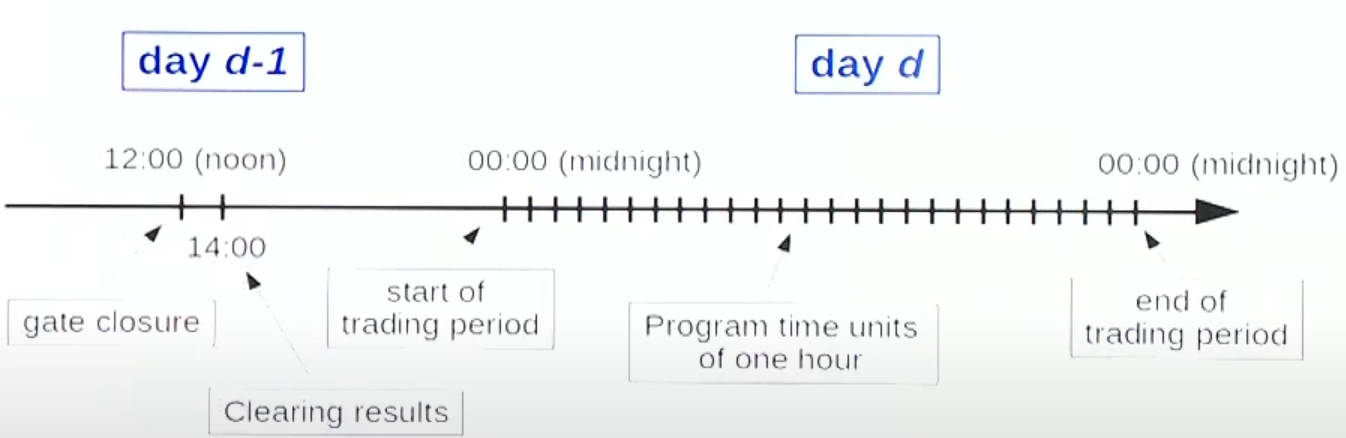 day d-1
day d
12:00 (noon)
00:00 (midnight)
00:00 (midnight)
14:00
gate closure
start of
trading period
Program time units
of one hour
end of
trading period
Clearing results